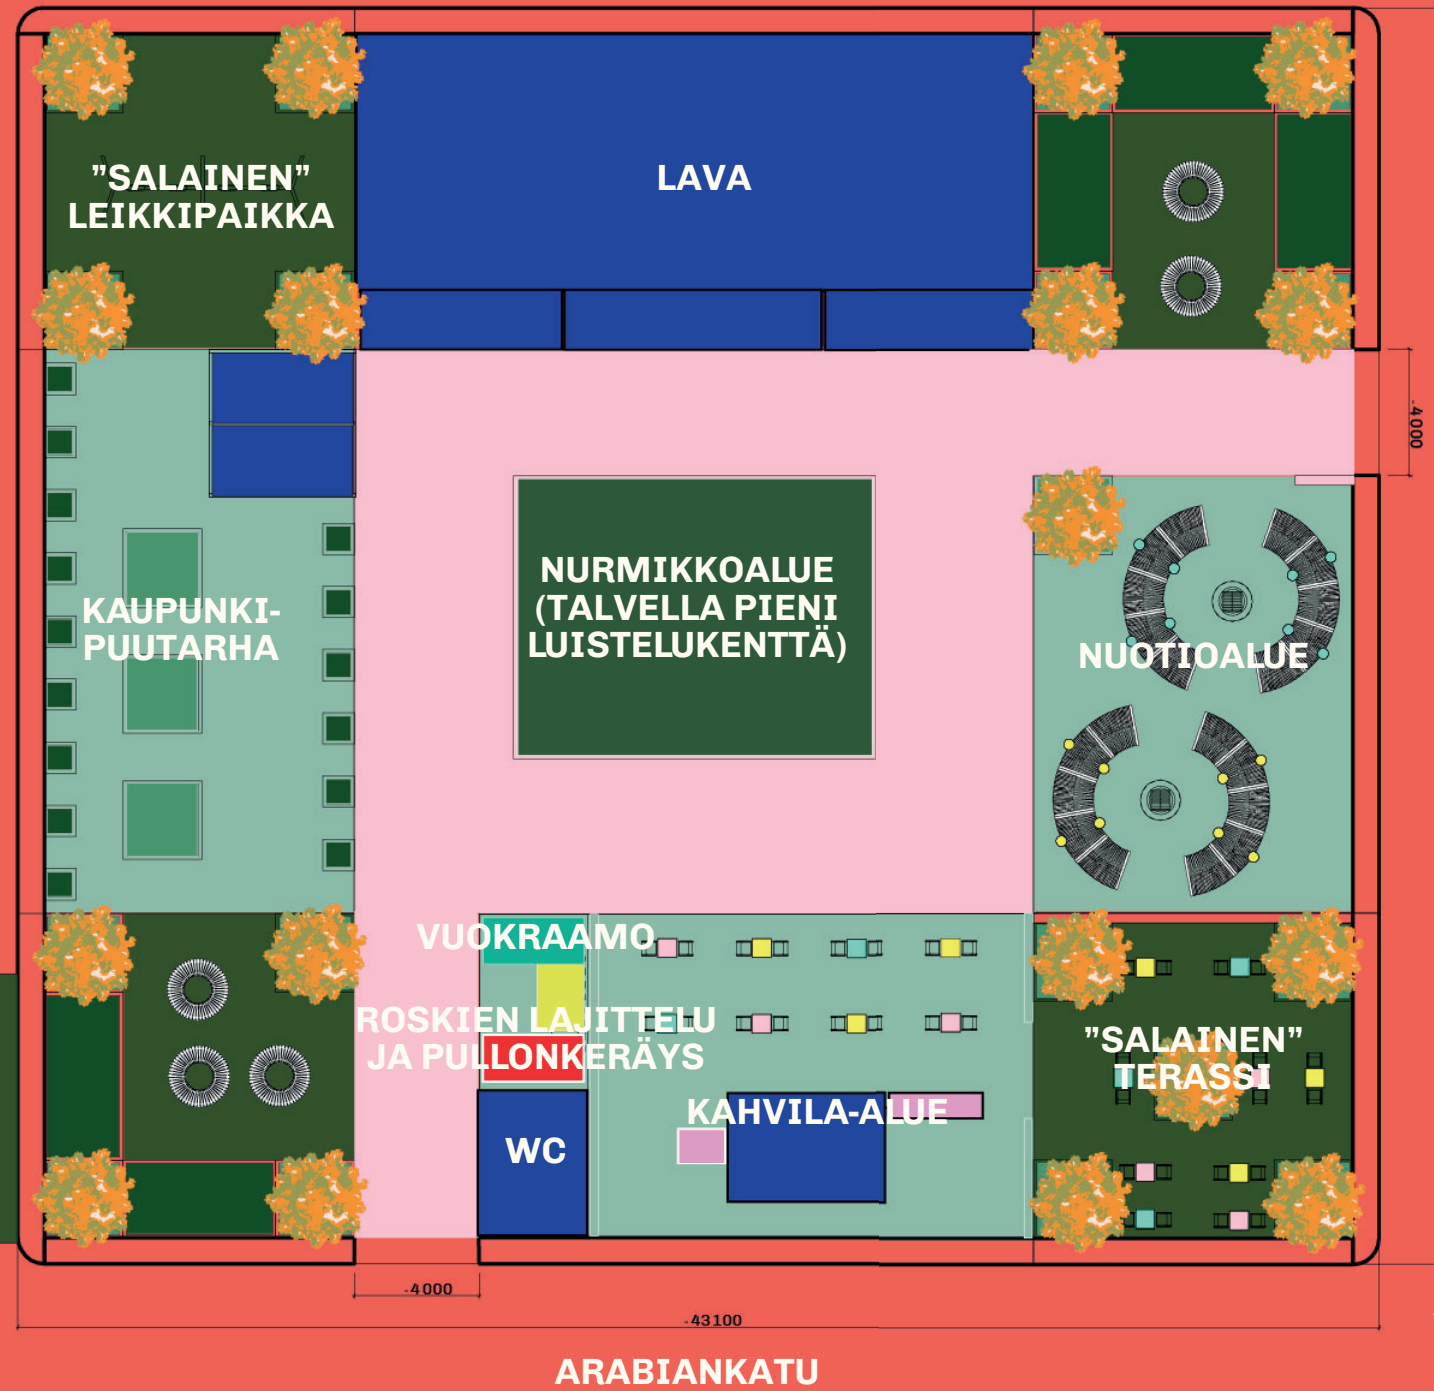 "SALAINEN"
LEIKKIPAIKKA
LAVA
-4000
KAUPUNKI-
PUUTARHA
NURMIKKOALUE
(TALVELLA PIENI
LUISTELUKENTTÄ)
NUOTIOALUE
VUOKRAAMO
ROSKIEN LAJITTELU
JA PULLONKERÄYS
WC
KAHVILA-ALUE
"SALAINEN"
TERASSI
-4000
-43100
ARABIANKATU